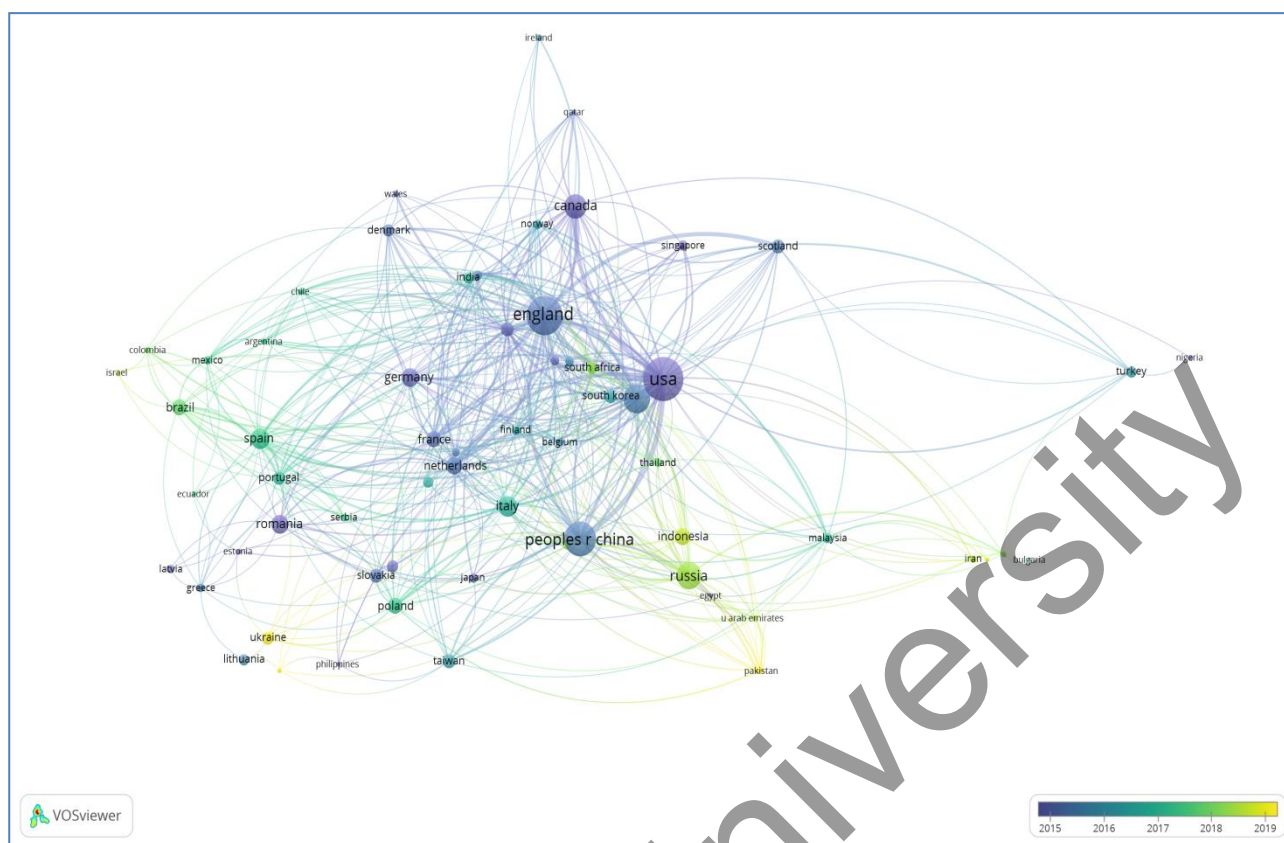 ireland
qatar
wales
canada
norway
denmark
singapore
scotland
india
chile
england
argentina
colombia
mexico
israel
south africa
nigeria
turkey
germany
usa
south korea
brazil
finland
spain
france
belgium
netherlands
thailand
portugal
ecuador
italy
serbia
romania
peoples r china
indonesia
malaysia
estonia
iran
bulgaria
latvia
slovakia
japan
russia
greece
egypt
poland
u arab emirates
ukraine
lithuania
philippines
taiwan
pakistan
University
VOSviewer
2015 2016 2017 2018 2019